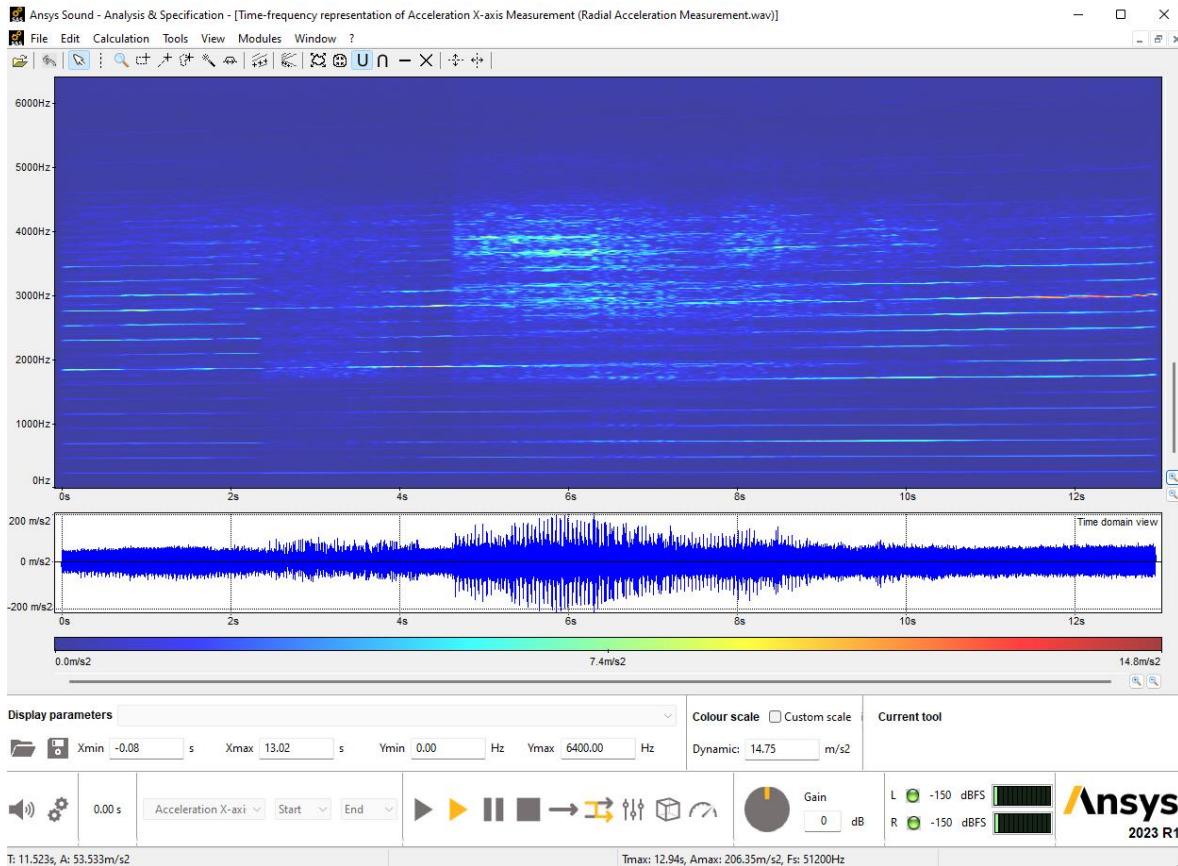 Ansys Sound - Analysis & Specification - [Time-frequency representation of Acceleration X-axis Measurement (Radial Acceleration Measurement.wav)]
File Edit Calculation Tools View Modules Window ?
6000Hz
5000Hz
4000Hz
3000Hz
2000Hz
1000Hz
0Hz
0s 2s 4s 6s 8s 10s 12s
200 m/s2
Time domain view
0 m/s2
-200 m/s2
0s 2s 4s 6s 8s 10s 12s
0.0m/s2 7.4m/s2 14.8m/s2
Display parameters
Colour scale Custom scale
Current tool
Xmin -0.08 s Xmax 13.02 s Ymin 0.00 Hz Ymax 6400.00 Hz
Dynamic: 14.75 m/s2
0.00 s
Acceleration X-axi Start End
Gain
0 dB
L -150 dBFS
R -150 dBFS
Ansys
2023 R1
T: 11.523s, A: 53.533m/s2
Tmax: 12.94s, Amax: 206.35m/s2, Fs: 51200Hz